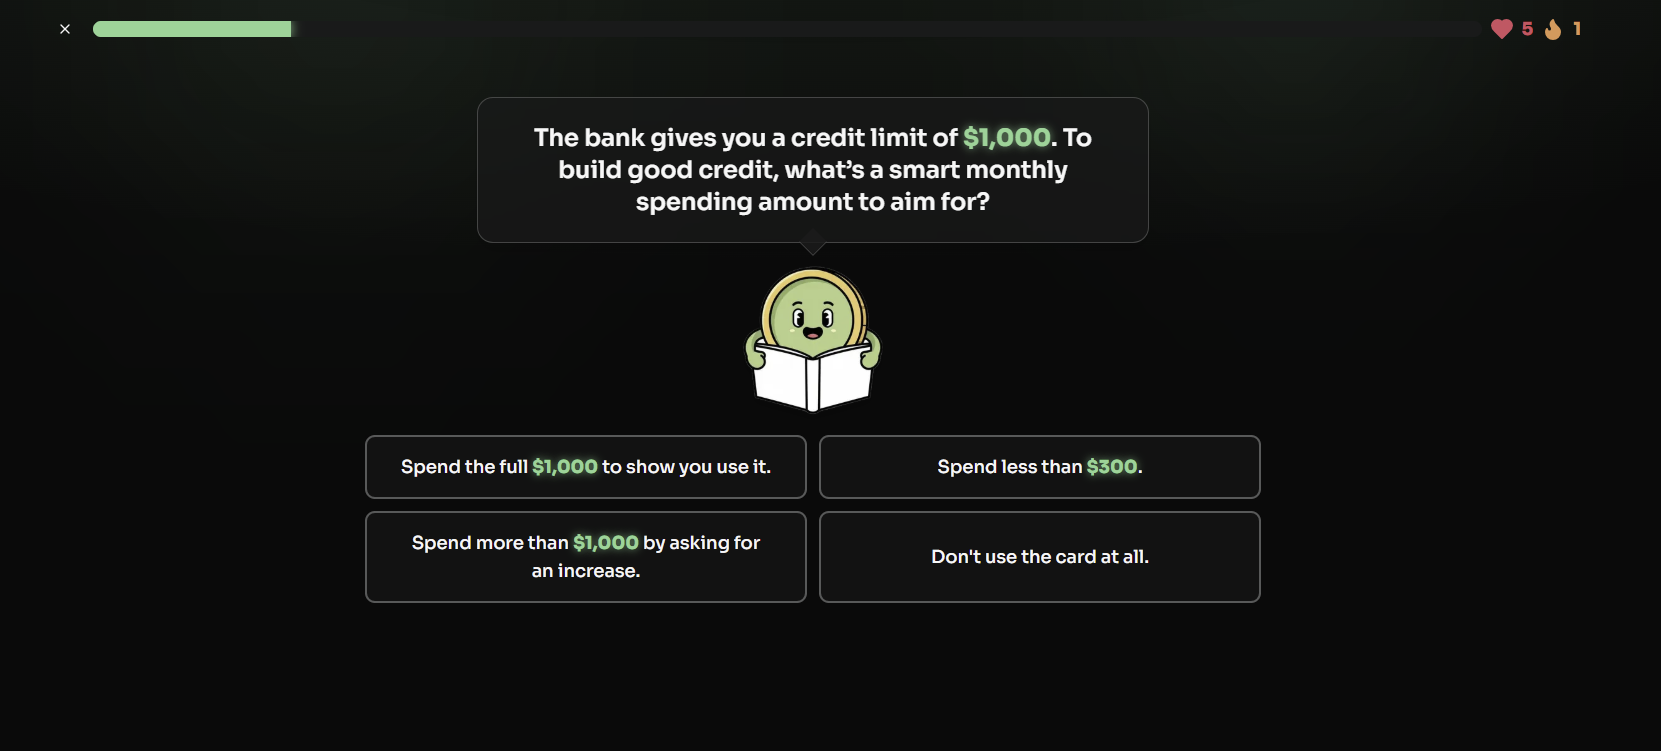 ×
5
1
The bank gives you a credit limit of $1,000. To
build good credit, what’s a smart monthly
spending amount to aim for?
Spend the full $1,000 to show you use it.
Spend less than $300.
Spend more than $1,000 by asking for
an increase.
Don't use the card at all.